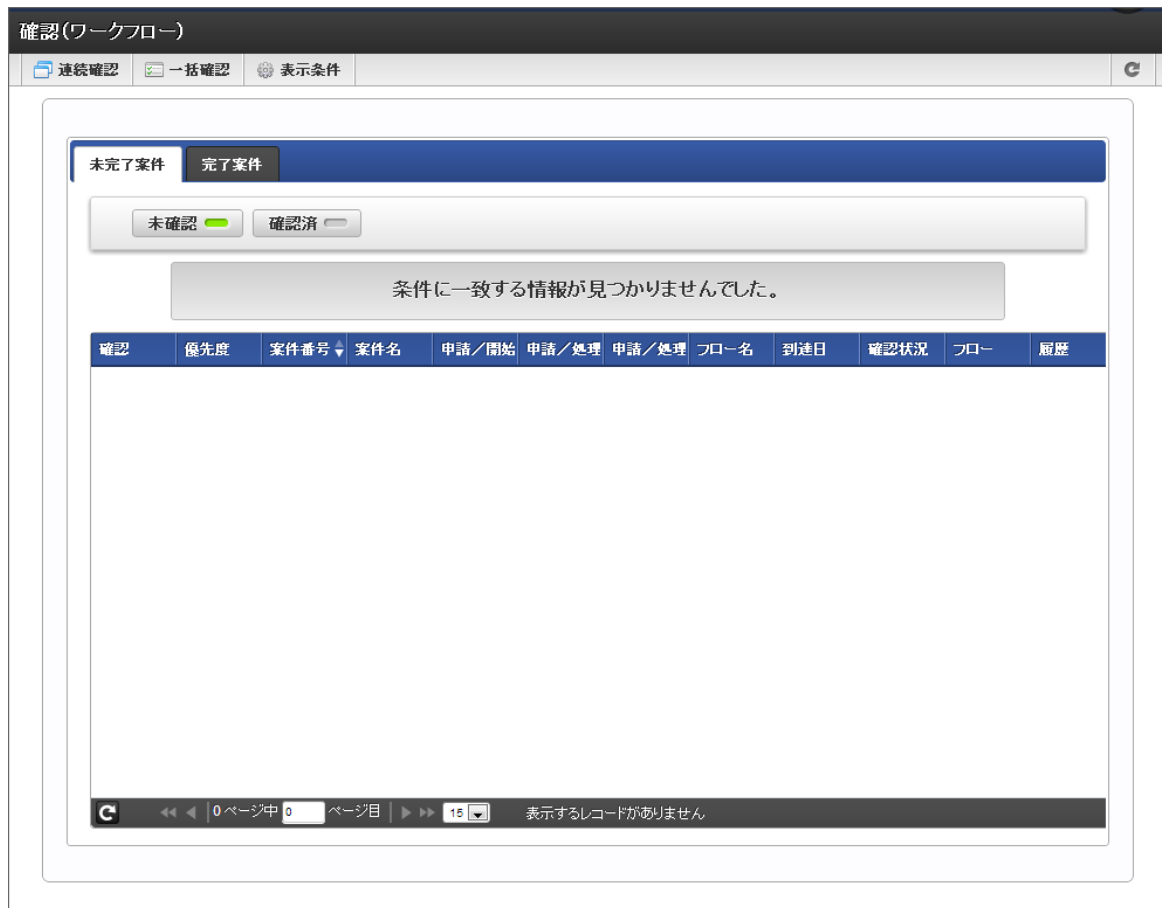 確認(ワークフロー)
連続確認 一括確認 表示条件
未完了案件 完了案件
未確認 確認済
条件に一致する情報が見つかりませんでした。
確認 優先度 案件番号 案件名 申請／開始 申請／処理 申請／処理 フロー名 到達日 確認状況 フロー 履歴
0 ページ中 0 ページ目 15 表示するレコードがありません